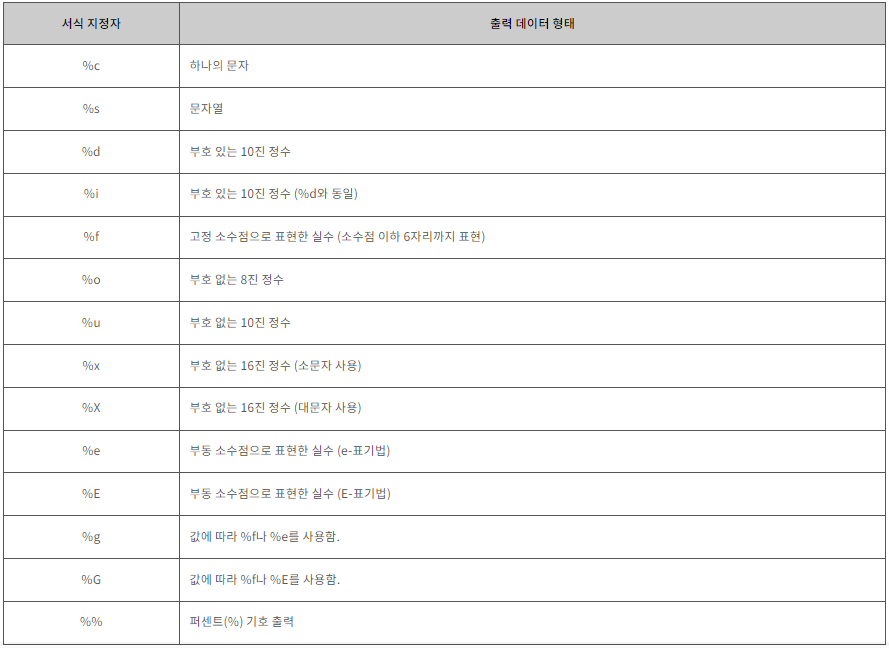 서식 지정자 출력 데이터 형태
%c 하나의 문자
%s 문자열
%d 부호 있는 10진 정수
%i 부호 있는 10진 정수 (%d와 동일)
%f 고정 소수점으로 표현한 실수 (소수점 이하 6자리까지 표현)
%o 부호 없는 8진 정수
%u 부호 없는 10진 정수
%x 부호 없는 16진 정수 (소문자 사용)
%X 부호 없는 16진 정수 (대문자 사용)
%e 부동 소수점으로 표현한 실수 (e-표기법)
%E 부동 소수점으로 표현한 실수 (E-표기법)
%g 값에 따라 %f나 %e를 사용함.
%G 값에 따라 %f나 %E를 사용함.
%% 퍼센트(%) 기호 출력